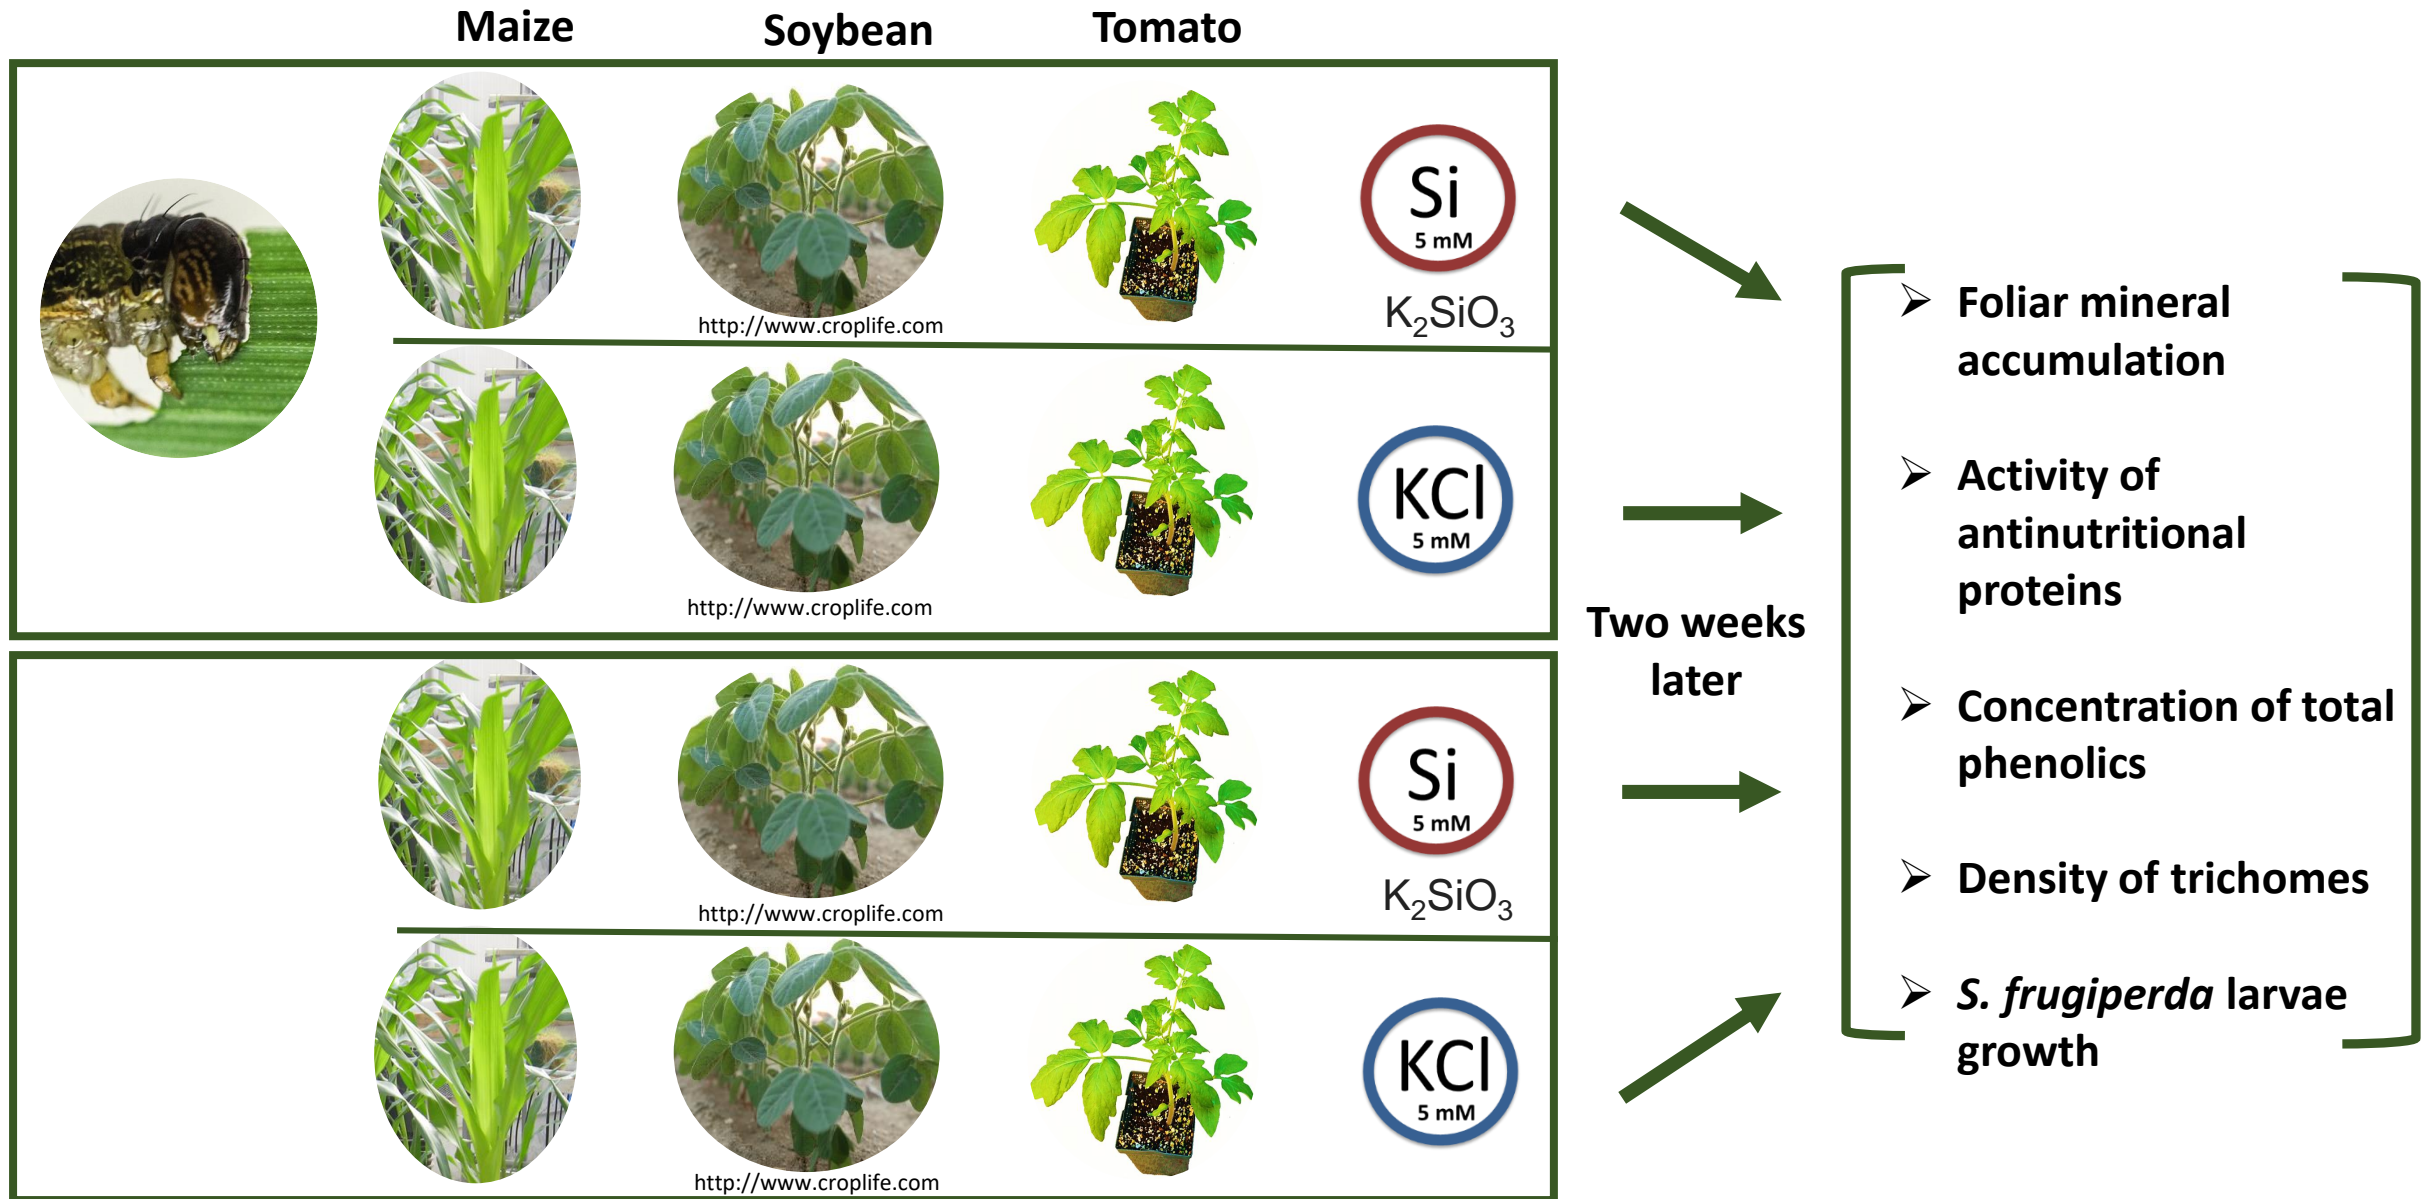 Maize
Soybean
Tomato
Si
5 mM
K₂SiO₃
http://www.croplife.com
KCl
5 mM
http://www.croplife.com
Two weeks
later
Si
5 mM
K₂SiO₃
http://www.croplife.com
KCl
5 mM
http://www.croplife.com
➢ Foliar mineral
accumulation
➢ Activity of
antinutritional
proteins
➢ Concentration of total
phenolics
➢ Density of trichomes
➢ S. frugiperda larvae
growth